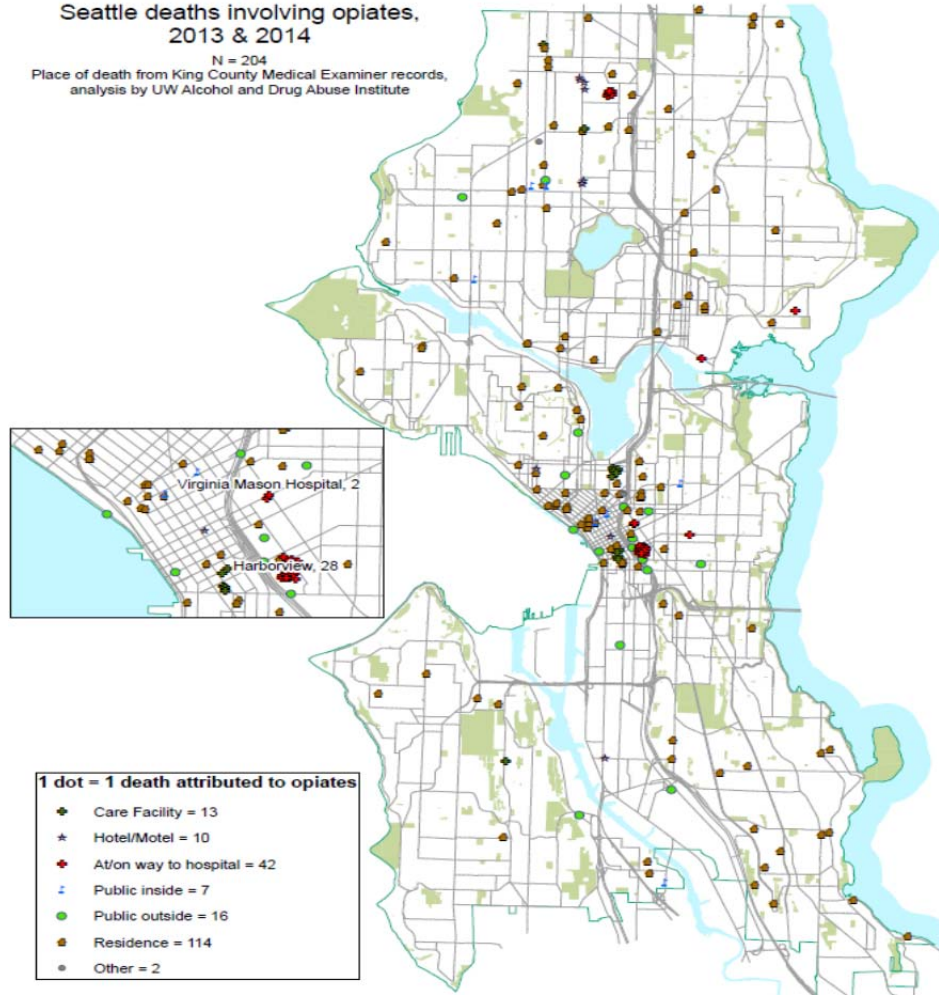 Seattle deaths involving opiates,
2013 & 2014
N = 204
Place of death from King County Medical Examiner records,
analysis by UW Alcohol and Drug Abuse Institute
Virginia Mason Hospital, 2
Harborview, 28
1 dot = 1 death attributed to opiates
Care Facility = 13
Hotel/Motel = 10
At/on way to hospital = 42
Public inside = 7
Public outside = 16
Residence = 114
Other = 2